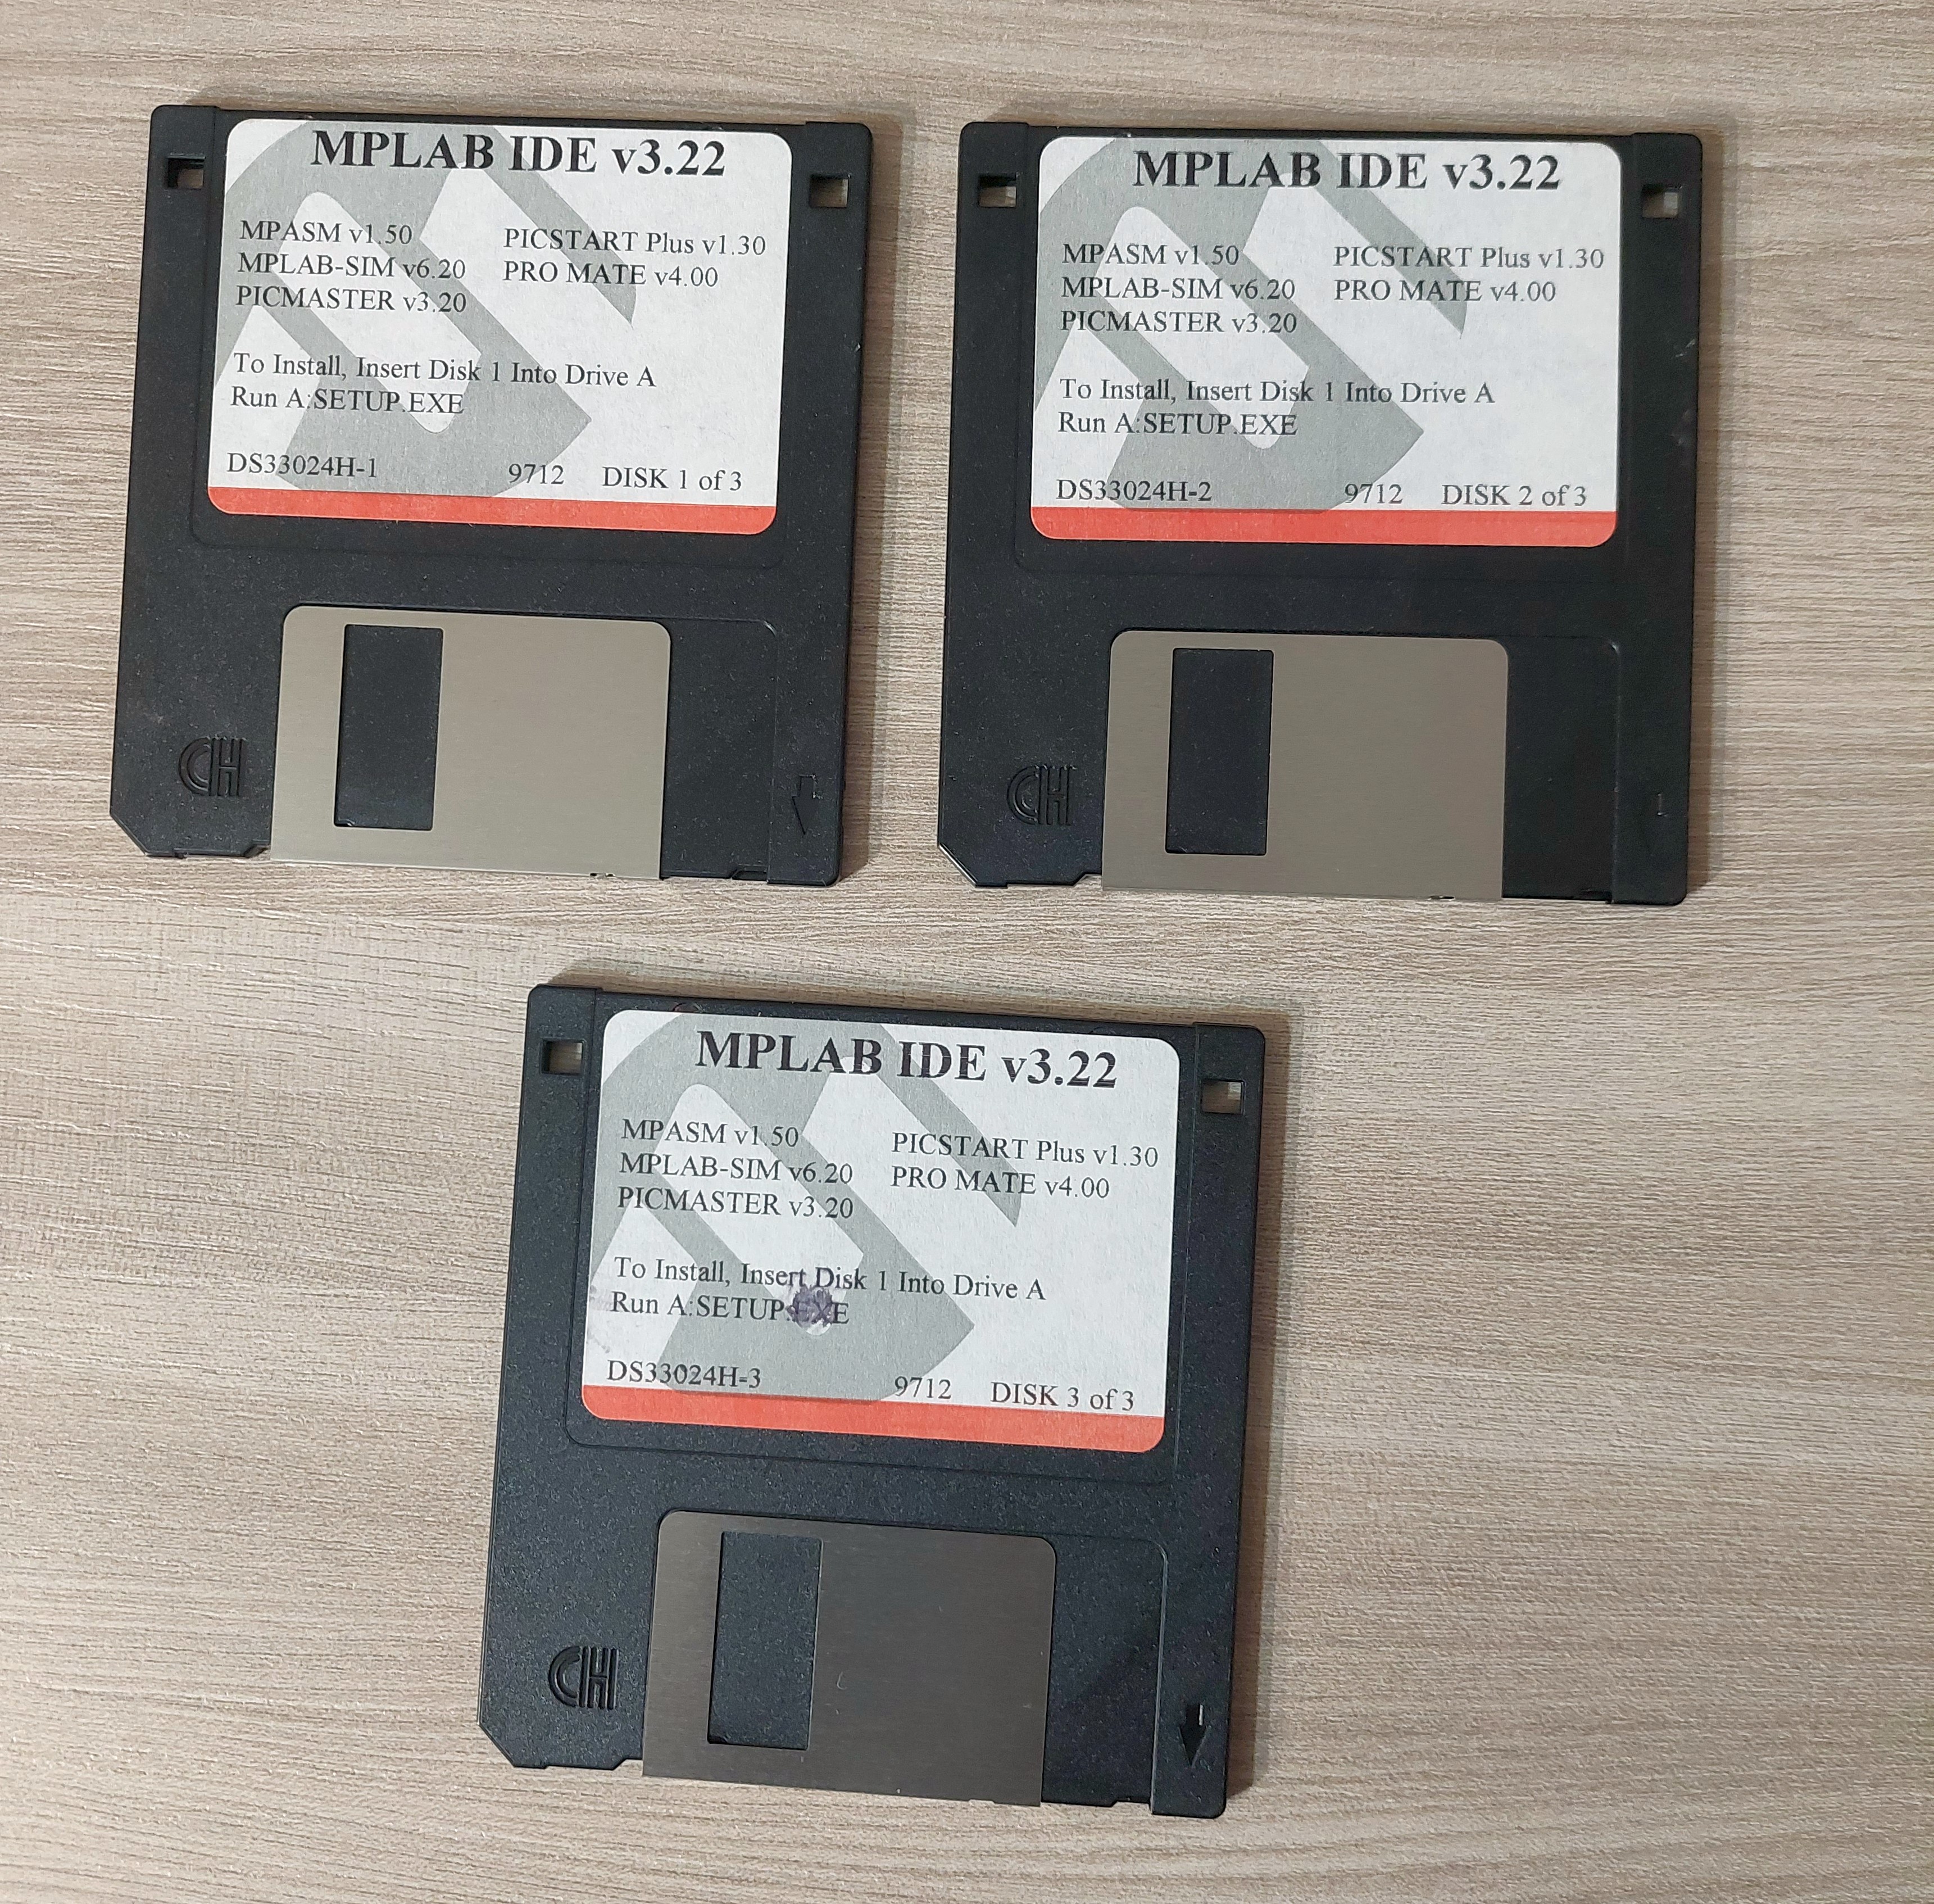 MPLAB IDE v3.22
MPASM v1.50 PICSTART Plus v1.30
MPLAB-SIM v6.20 PRO MATE v4.00
PICMASTER v3.20
To Install, Insert Disk 1 Into Drive A
Run A:SETUP.EXE
DS33024H-1 9712 DISK 1 of 3
CH
MPLAB IDE v3.22
MPASM v1.50 PICSTART Plus v1.30
MPLAB-SIM v6.20 PRO MATE v4.00
PICMASTER v3.20
To Install, Insert Disk 1 Into Drive A
Run A:SETUP.EXE
DS33024H-2 9712 DISK 2 of 3
CH
MPLAB IDE v3.22
MPASM v1.50 PICSTART Plus v1.30
MPLAB-SIM v6.20 PRO MATE v4.00
PICMASTER v3.20
To Install, Insert Disk 1 Into Drive A
Run A:SETUP.EXE
DS33024H-3 9712 DISK 3 of 3
CH